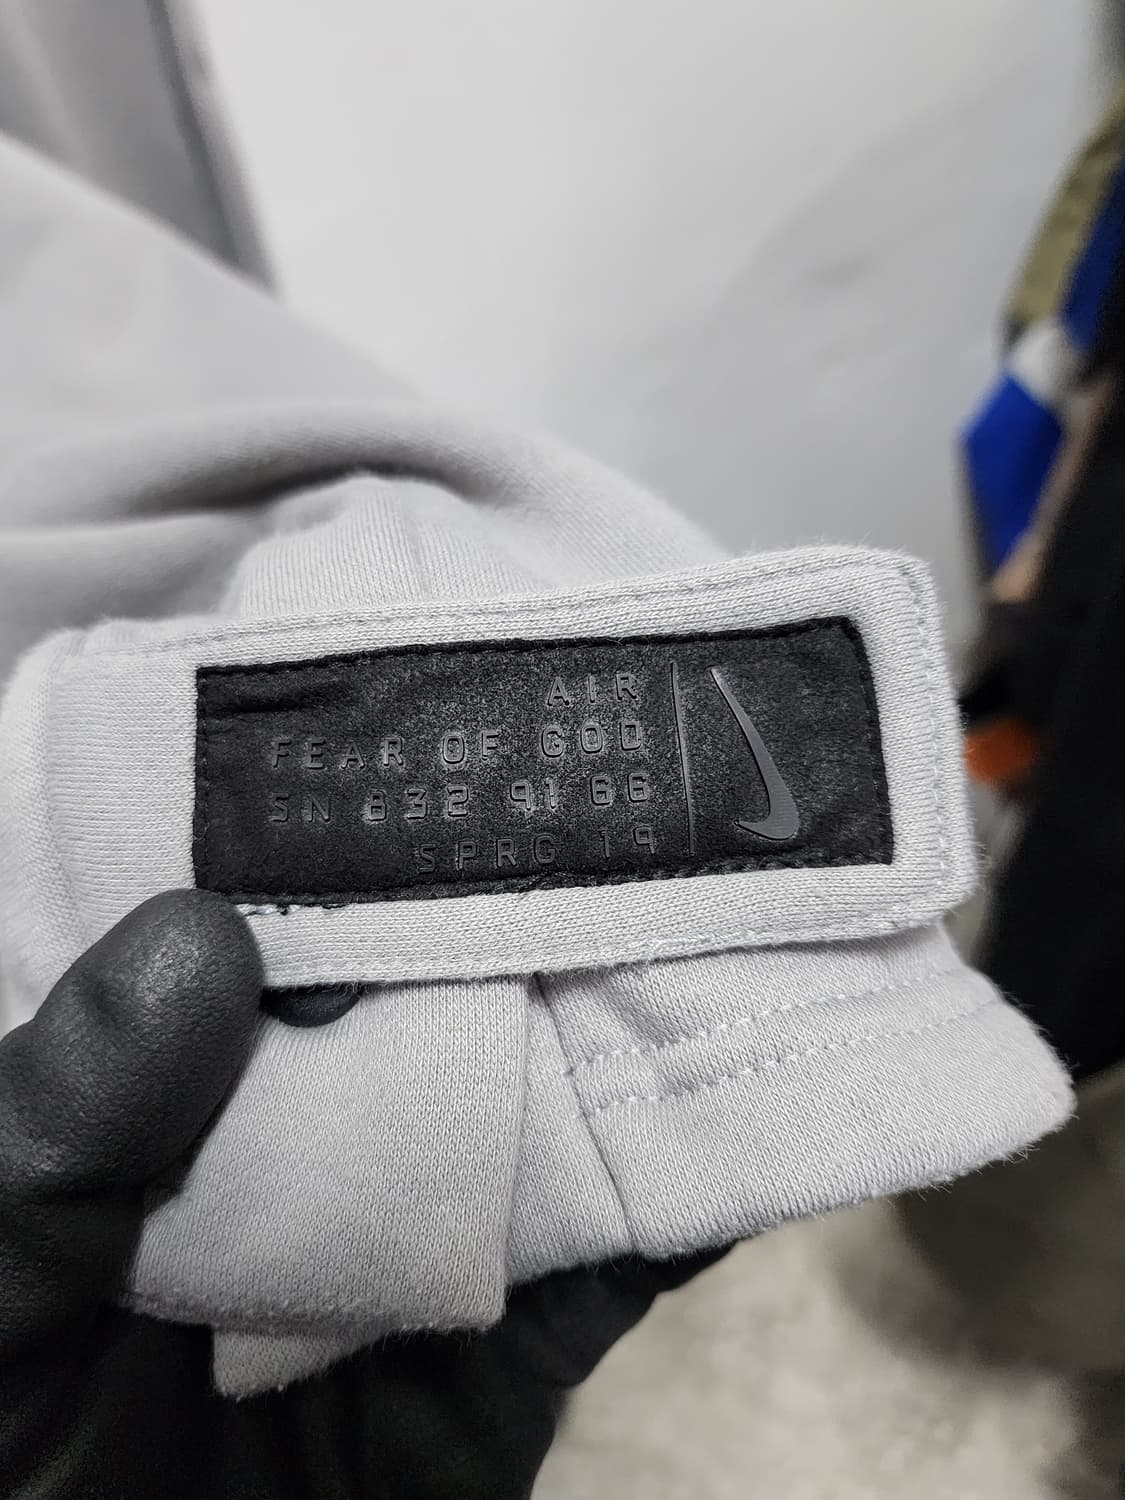 AIR
FEAR OF GOD
SN 832 91 66
SPRG 19